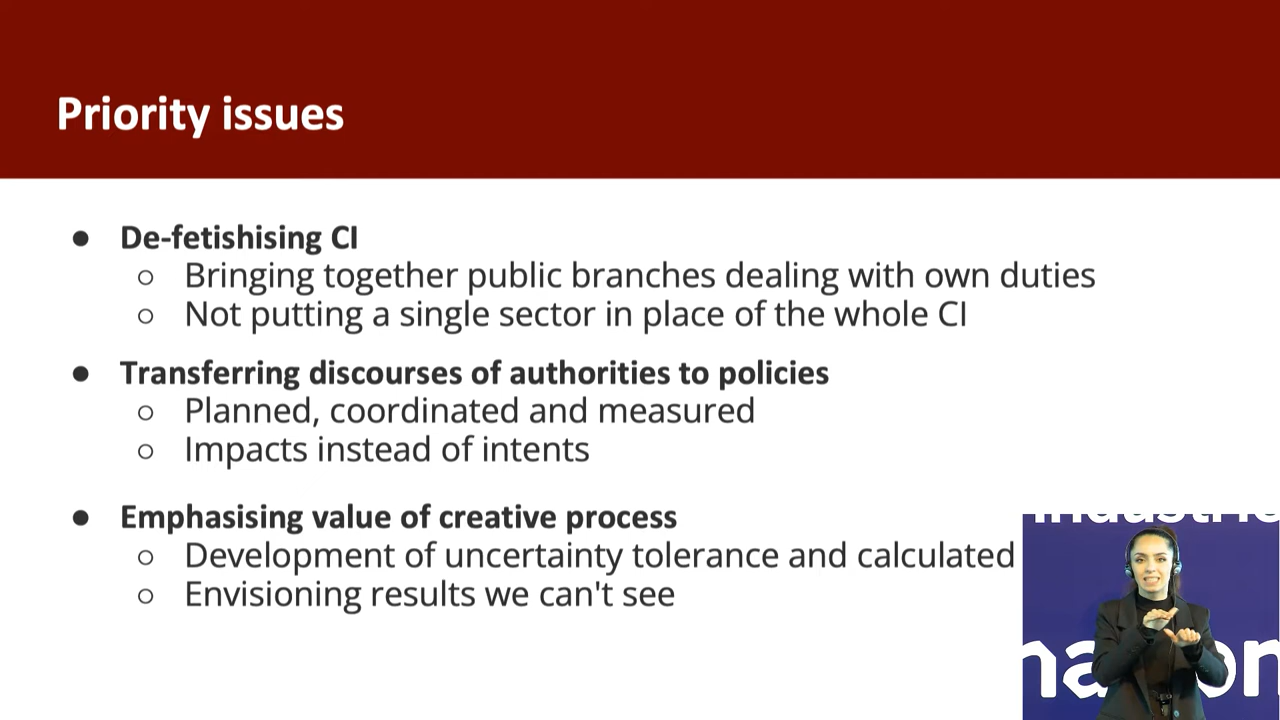 Priority issues
● De-fetishising CI
○ Bringing together public branches dealing with own duties
○ Not putting a single sector in place of the whole CI
● Transferring discourses of authorities to policies
○ Planned, coordinated and measured
○ Impacts instead of intents
● Emphasising value of creative process
○ Development of uncertainty tolerance and calculated
○ Envisioning results we can't see